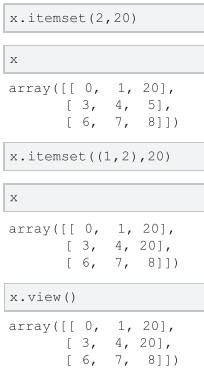 x.itemset(2,20)
x
array([[ 0,  1, 20],
       [ 3,  4,  5],
       [ 6,  7,  8]])
x.itemset((1,2),20)
x
array([[ 0,  1, 20],
       [ 3,  4, 20],
       [ 6,  7,  8]])
x.view()
array([[ 0,  1, 20],
       [ 3,  4, 20],
       [ 6,  7,  8]])